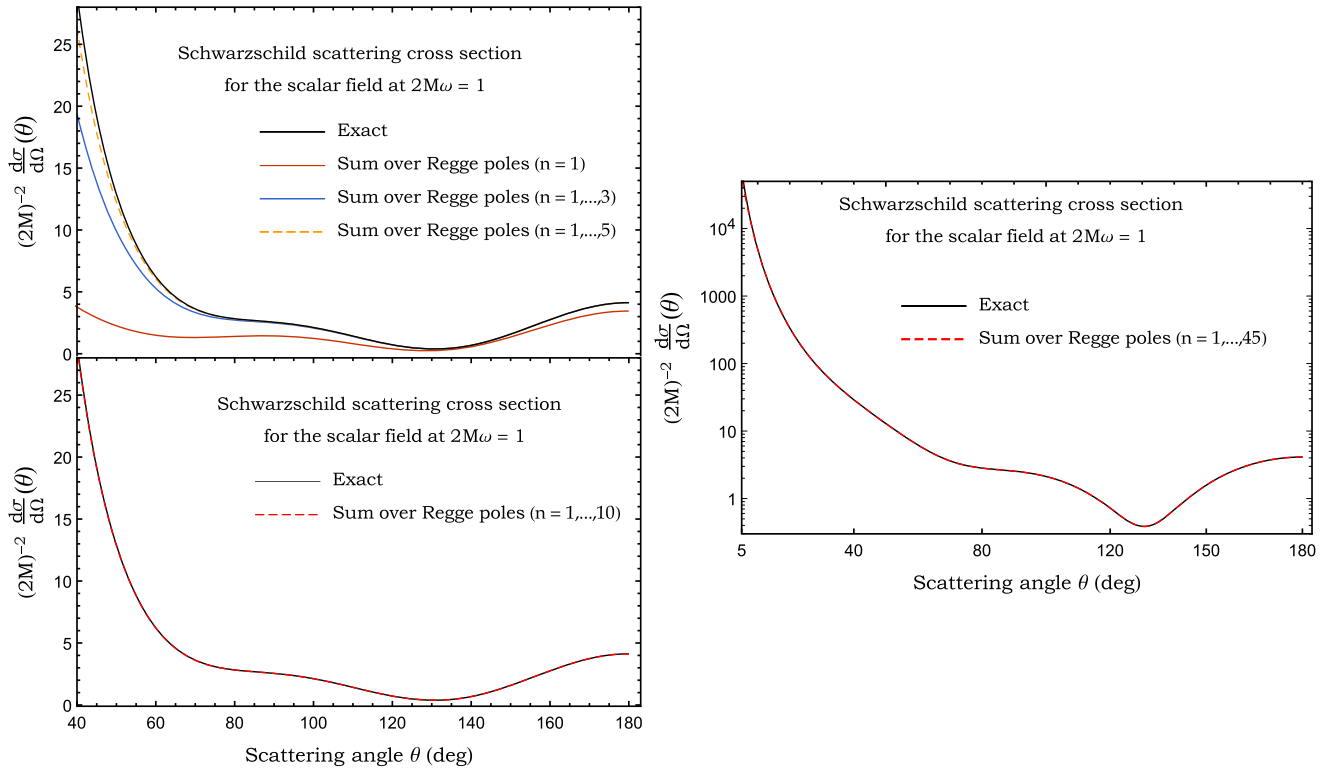 Schwarzschild scattering cross section
for the scalar field at 2Mω = 1
Exact
Sum over Regge poles (n = 1)
Sum over Regge poles (n = 1,...,3)
Sum over Regge poles (n = 1,...,5)
(2M)⁻² dσ/dΩ(θ)
25
20
15
10
5
0
Schwarzschild scattering cross section
for the scalar field at 2Mω = 1
Exact
Sum over Regge poles (n = 1,...,10)
(2M)⁻² dσ/dΩ(θ)
25
20
15
10
5
0
40 60 80 100 120 140 160 180
Scattering angle θ (deg)
Schwarzschild scattering cross section
for the scalar field at 2Mω = 1
Exact
Sum over Regge poles (n = 1,...,45)
(2M)⁻² dσ/dΩ(θ)
10⁴
1000
100
10
1
5 40 80 120 150 180
Scattering angle θ (deg)